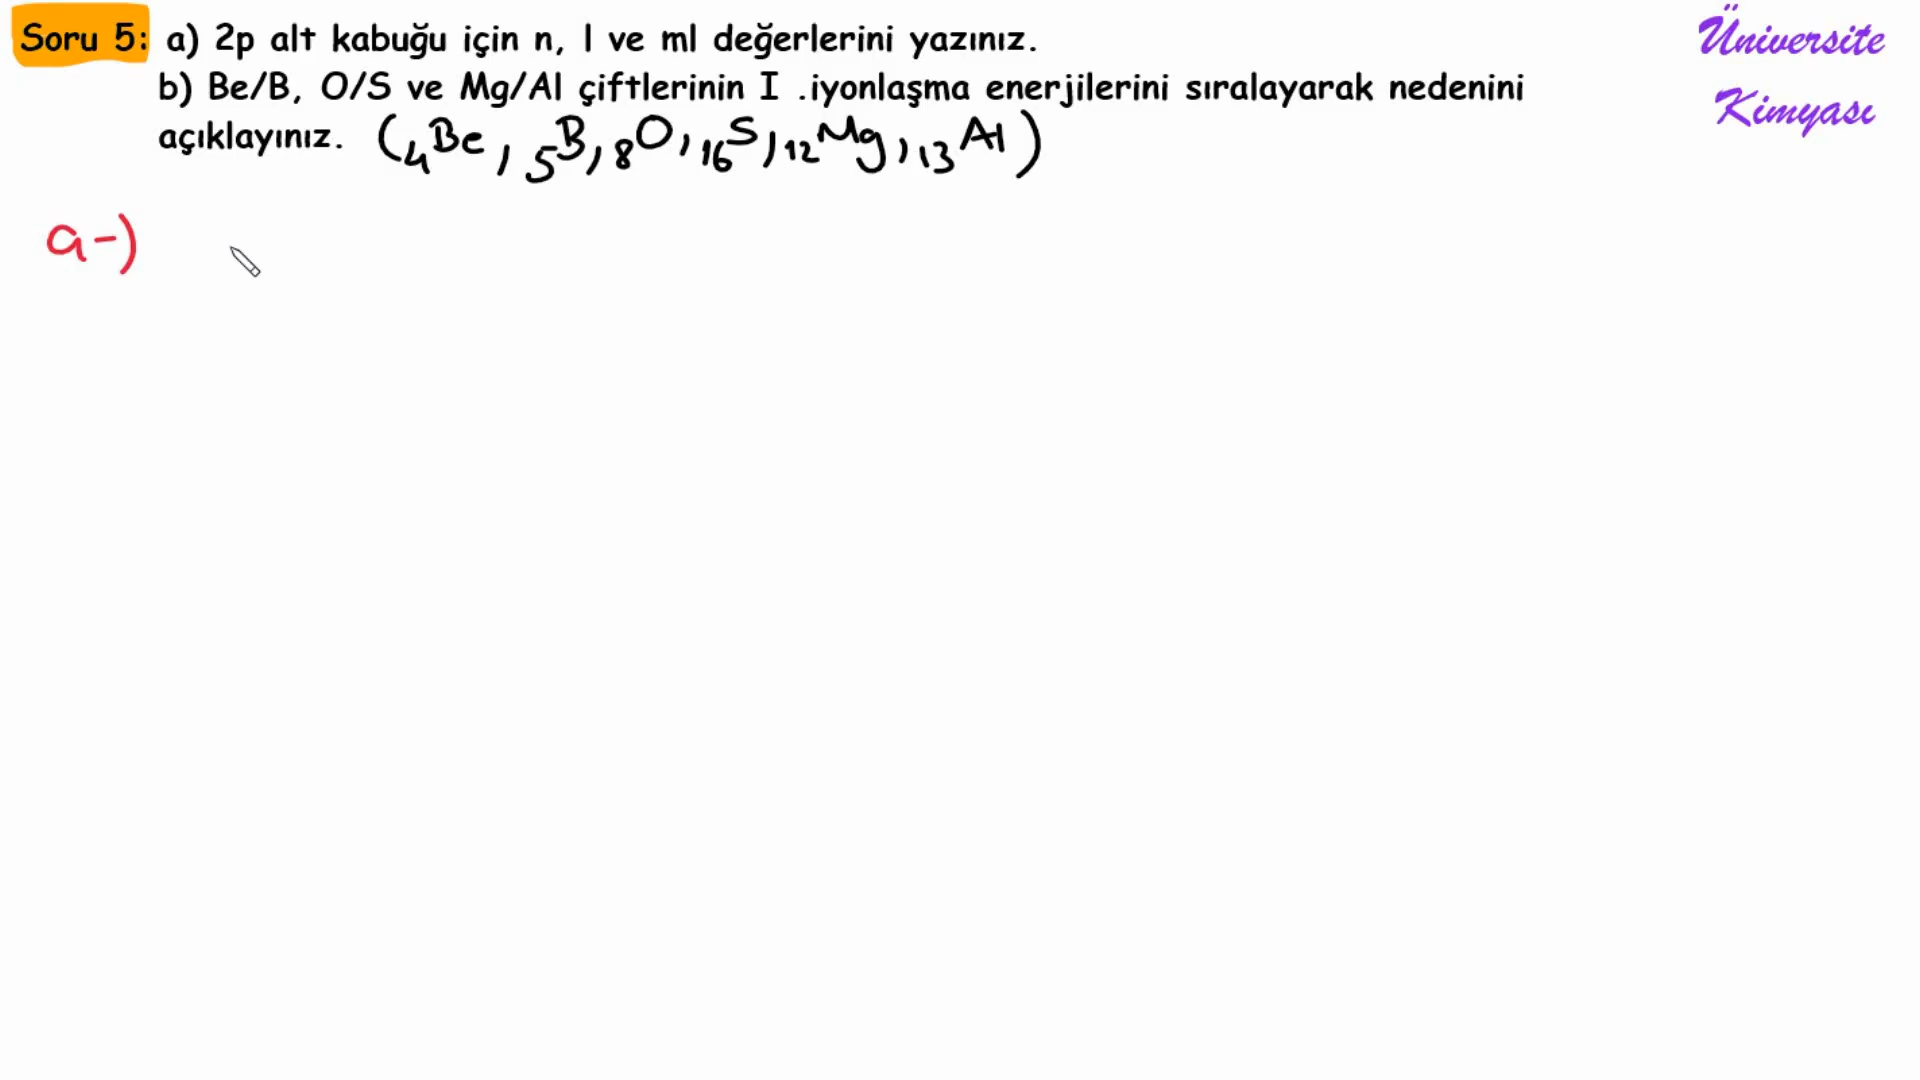 Soru 5: a) 2p alt kabuğu için n, l ve ml değerlerini yazınız.
b) Be/B, O/S ve Mg/Al çiftlerinin I .iyonlaşma enerjilerini sıralayarak nedenini
açıklayınız. (₄Be, ₅B, ₈O, ₁₆S, ₁₂Mg, ₁₃Al)
Üniversite
Kimyası
a-)